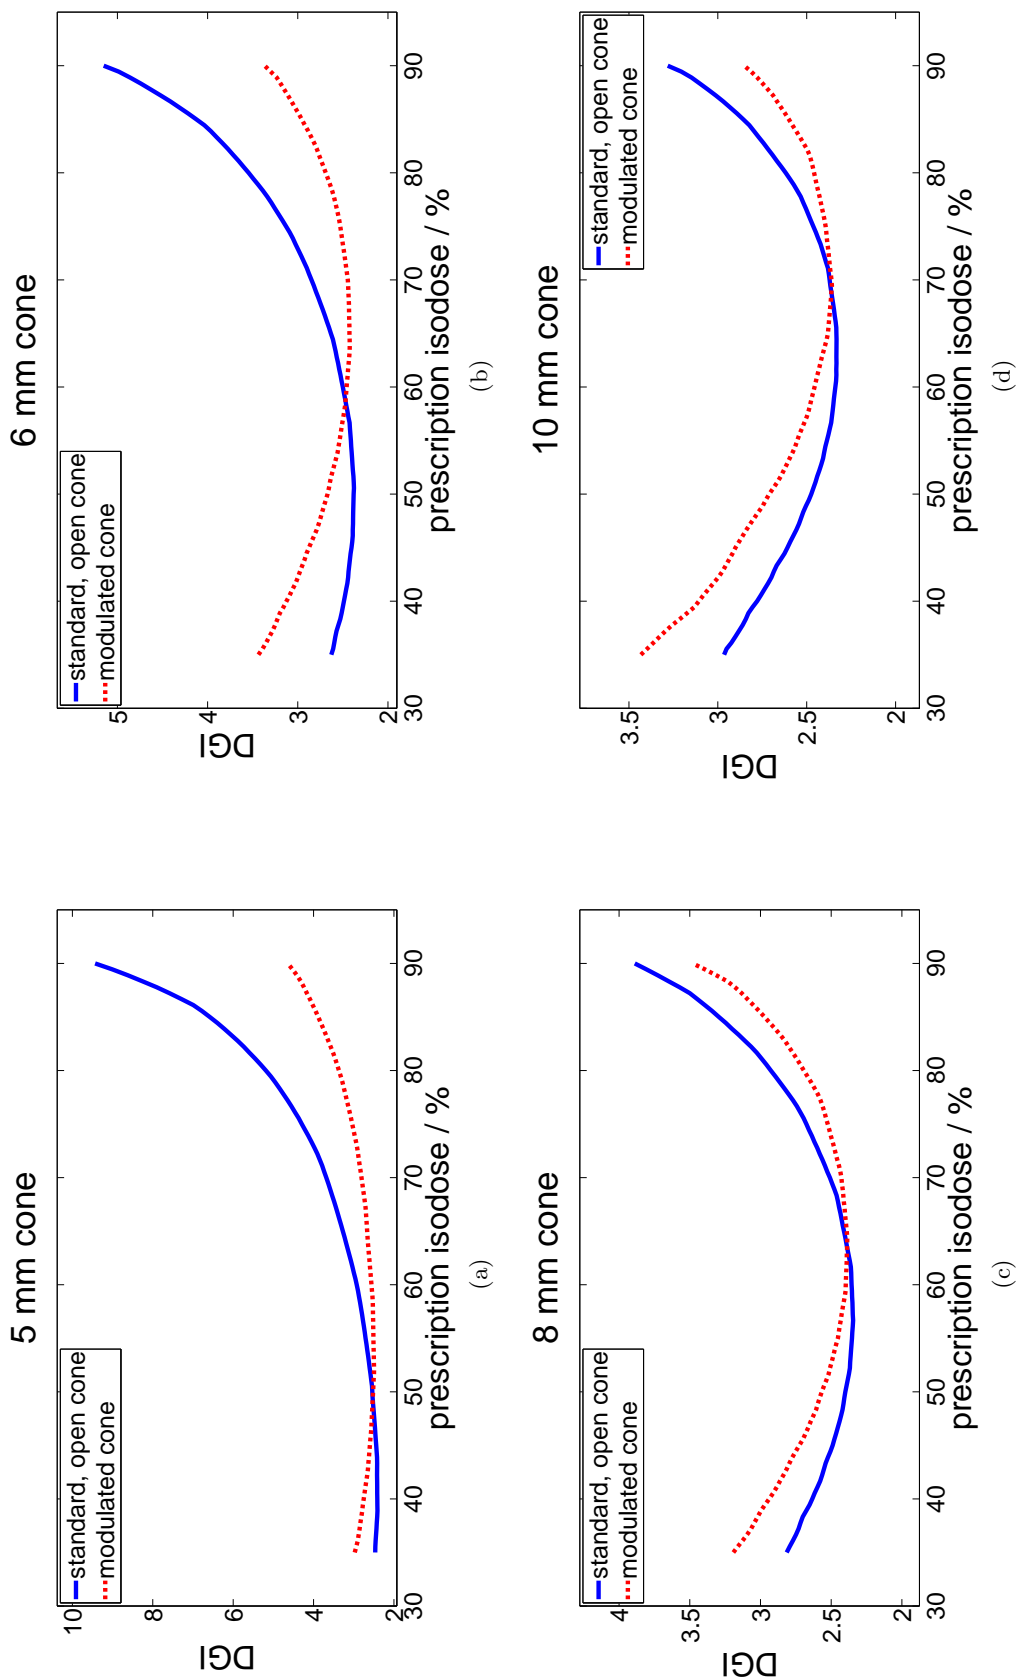 5 mm cone
standard, open cone
modulated cone
DGI
10
8
6
4
2
30 40 50 60 70 80 90
prescription isodose / %
(a)
6 mm cone
standard, open cone
modulated cone
DGI
5
4
3
2
30 40 50 60 70 80 90
prescription isodose / %
(b)
8 mm cone
standard, open cone
modulated cone
DGI
4
3.5
3
2.5
2
30 40 50 60 70 80 90
prescription isodose / %
(c)
10 mm cone
standard, open cone
modulated cone
DGI
3.5
3
2.5
2
30 40 50 60 70 80 90
prescription isodose / %
(d)